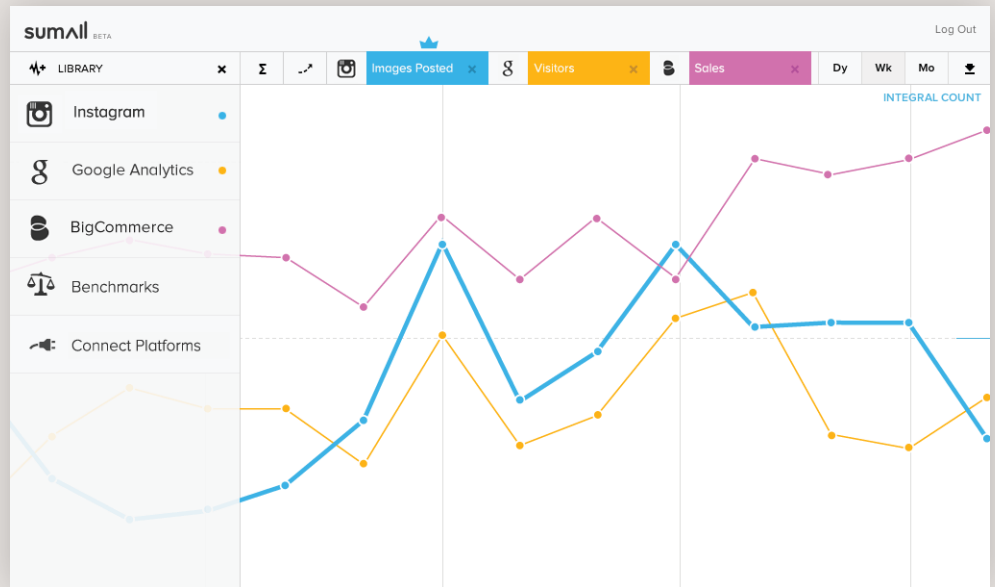 sumall BETA
Log Out
LIBRARY
Σ
Images Posted
Visitors
Sales
Dy
Wk
Mo
INTEGRAL COUNT
Instagram
Google Analytics
BigCommerce
Benchmarks
Connect Platforms